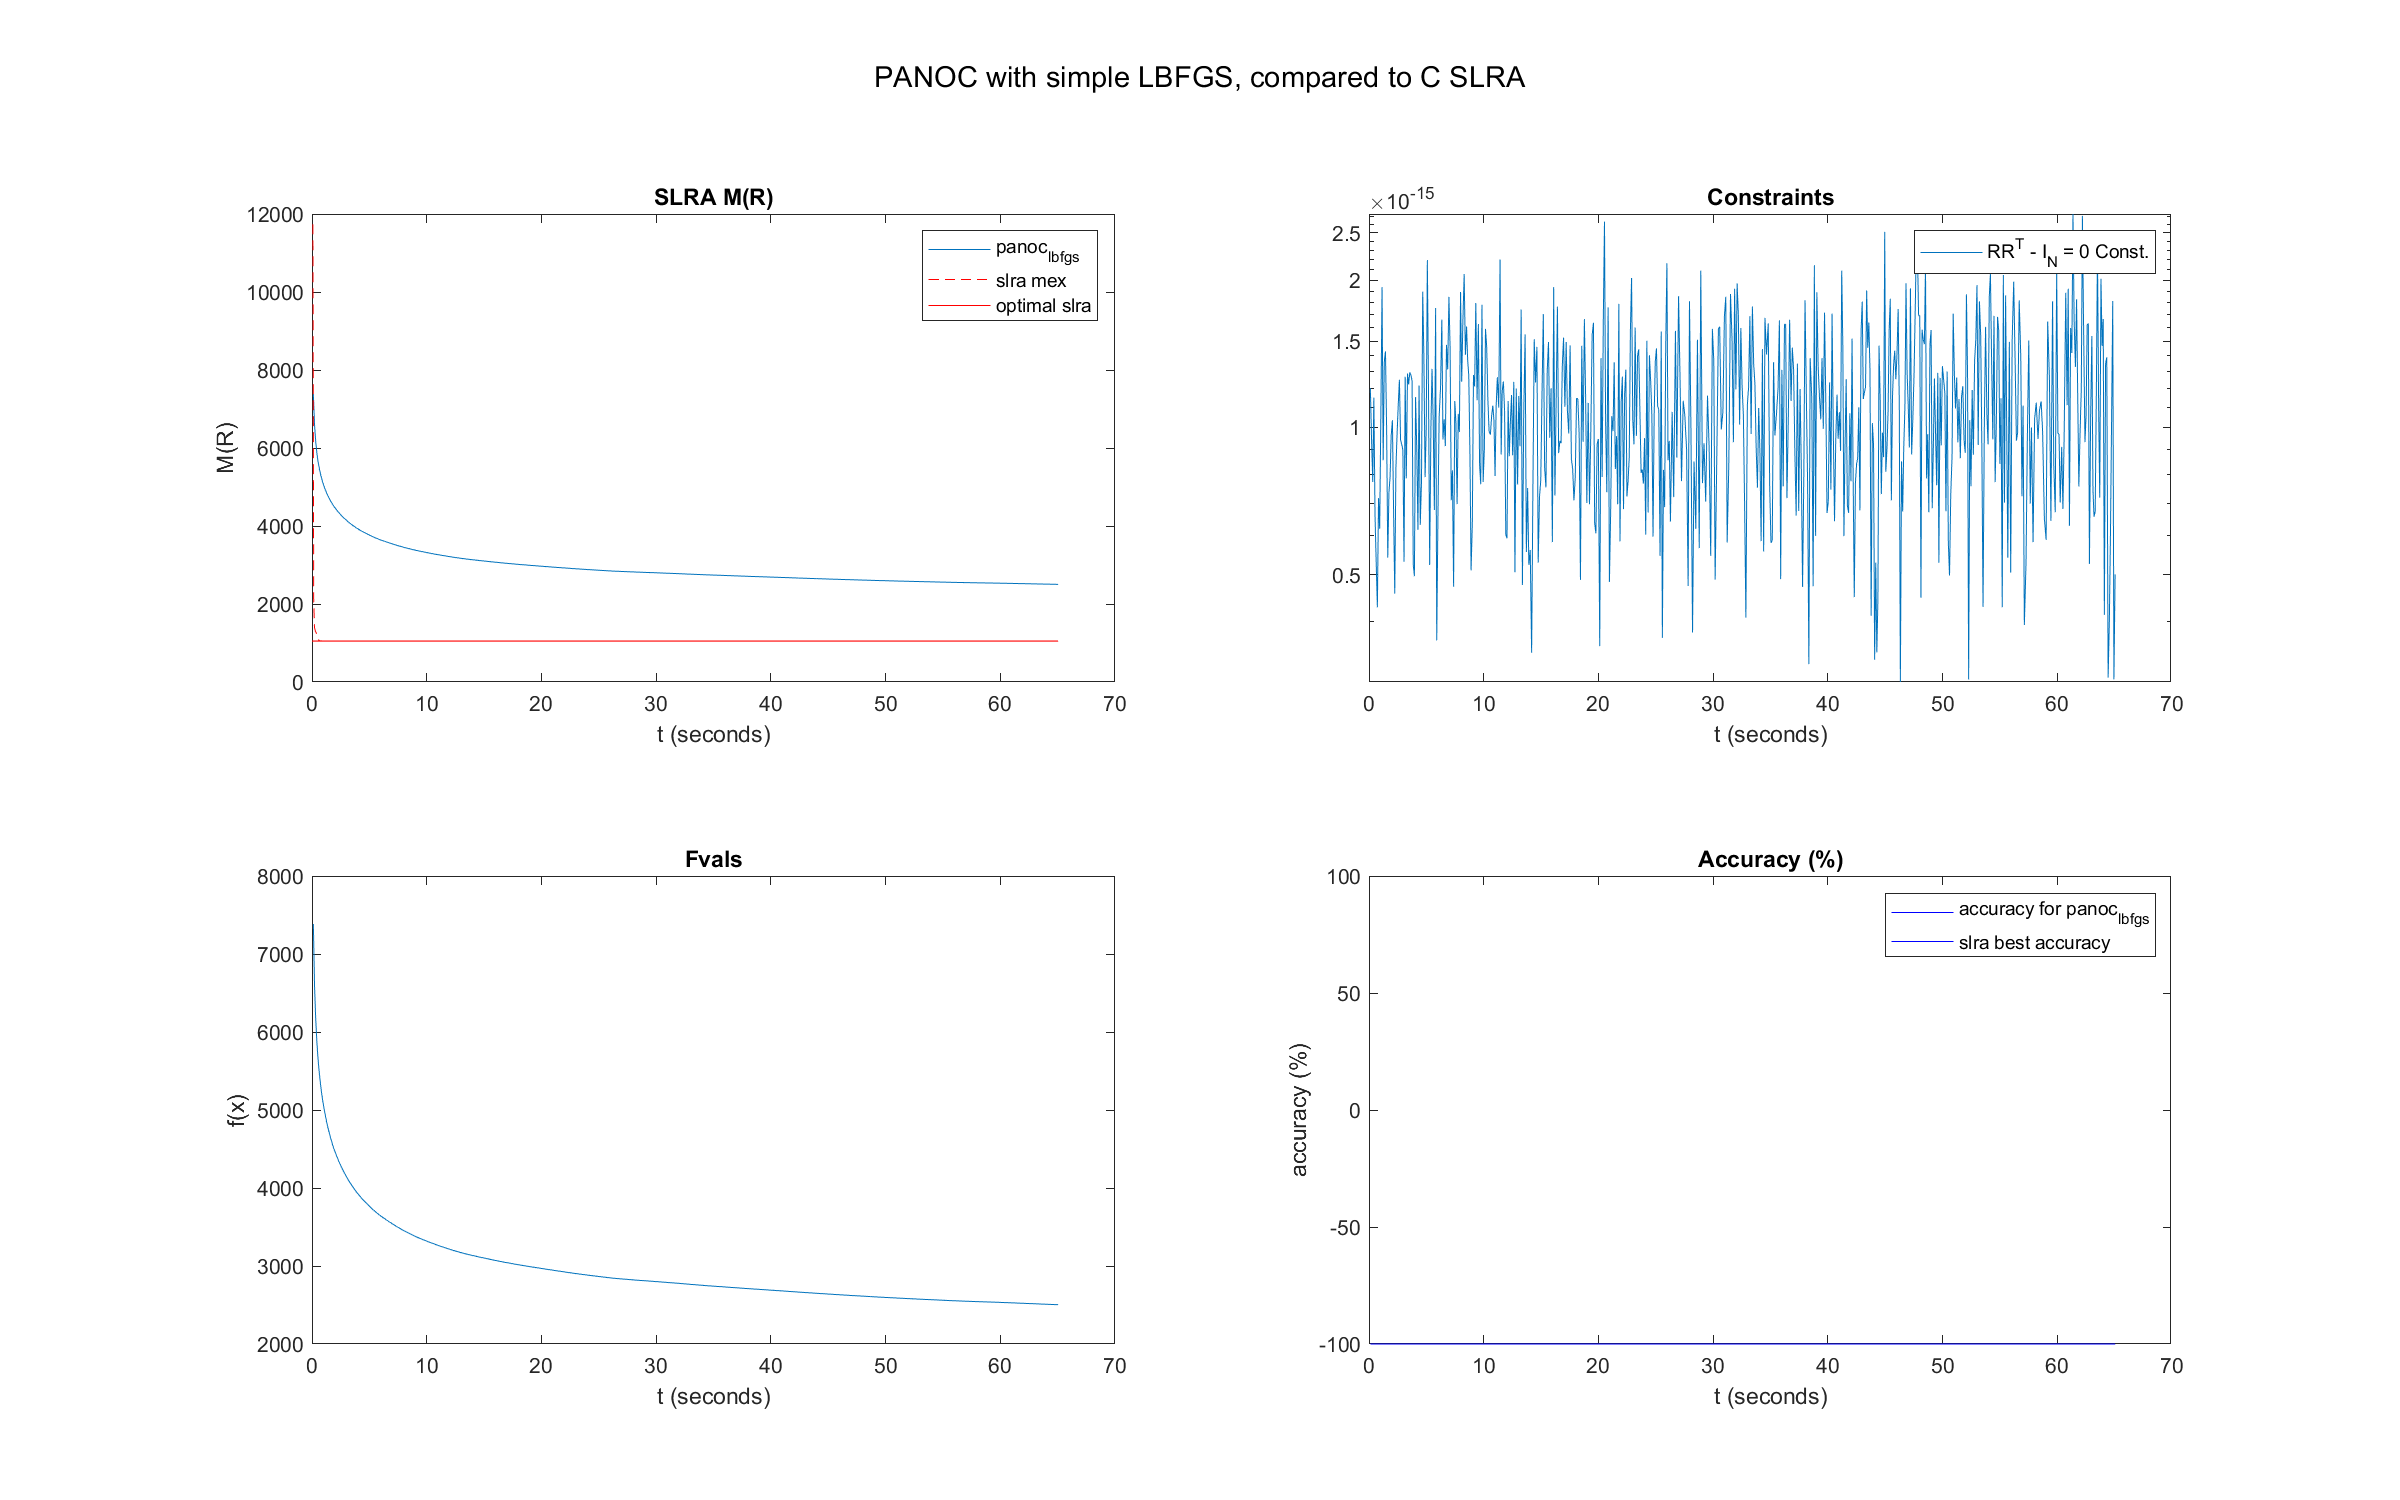 PANOC with simple LBFGS, compared to C SLRA
SLRA M(R)
12000
10000
8000
6000
4000
2000
0
M(R)
panoc_lbfgs
slra mex
optimal slra
0 10 20 30 40 50 60 70
t (seconds)
Constraints
×10^-15
2.5
2
1.5
1
0.5
RR^T - I_N = 0 Const.
0 10 20 30 40 50 60 70
t (seconds)
Fvals
8000
7000
6000
5000
4000
3000
2000
f(x)
0 10 20 30 40 50 60 70
t (seconds)
Accuracy (%)
100
50
0
-50
-100
accuracy (%)
accuracy for panoc_lbfgs
slra best accuracy
0 10 20 30 40 50 60 70
t (seconds)